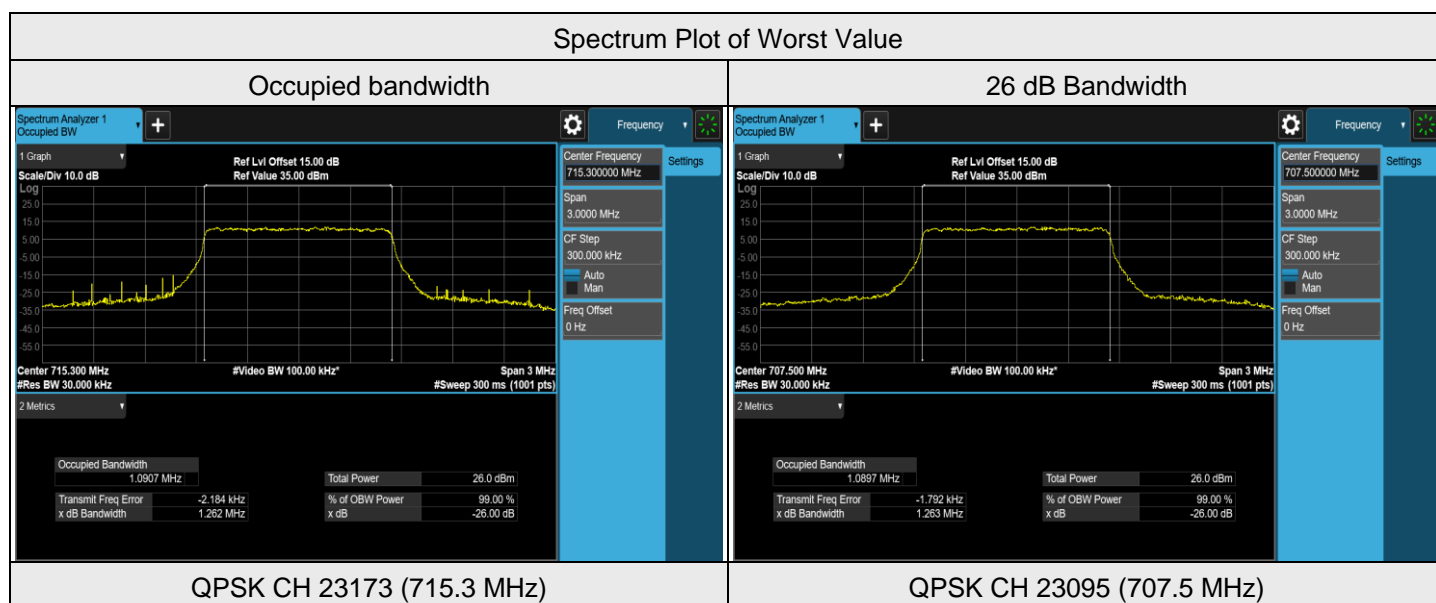 Spectrum Plot of Worst Value
Occupied bandwidth
26 dB Bandwidth
Spectrum Analyzer 1
Occupied BW
+
Frequency
1 Graph
Scale/Div 10.0 dB
Ref Lvl Offset 15.00 dB
Ref Value 35.00 dBm
Log
25.0
15.0
5.00
-5.00
-15.0
-25.0
-35.0
-45.0
-55.0
Center 715.300 MHz
#Video BW 100.00 kHz*
Span 3 MHz
#Res BW 30.000 kHz
#Sweep 300 ms (1001 pts)
Center Frequency
715.300000 MHz
Settings
Span
3.0000 MHz
CF Step
300.000 kHz
Auto
Man
Freq Offset
0 Hz
2 Metrics
Occupied Bandwidth
1.0907 MHz
Total Power 26.0 dBm
Transmit Freq Error -2.184 kHz
% of OBW Power 99.00 %
x dB Bandwidth 1.262 MHz
x dB -26.00 dB
Spectrum Analyzer 1
Occupied BW
+
Frequency
1 Graph
Scale/Div 10.0 dB
Ref Lvl Offset 15.00 dB
Ref Value 35.00 dBm
Log
25.0
15.0
5.00
-5.00
-15.0
-25.0
-35.0
-45.0
-55.0
Center 707.500 MHz
#Video BW 100.00 kHz*
Span 3 MHz
#Res BW 30.000 kHz
#Sweep 300 ms (1001 pts)
Center Frequency
707.500000 MHz
Settings
Span
3.0000 MHz
CF Step
300.000 kHz
Auto
Man
Freq Offset
0 Hz
2 Metrics
Occupied Bandwidth
1.0897 MHz
Total Power 26.0 dBm
Transmit Freq Error -1.792 kHz
% of OBW Power 99.00 %
x dB Bandwidth 1.263 MHz
x dB -26.00 dB
QPSK CH 23173 (715.3 MHz)
QPSK CH 23095 (707.5 MHz)